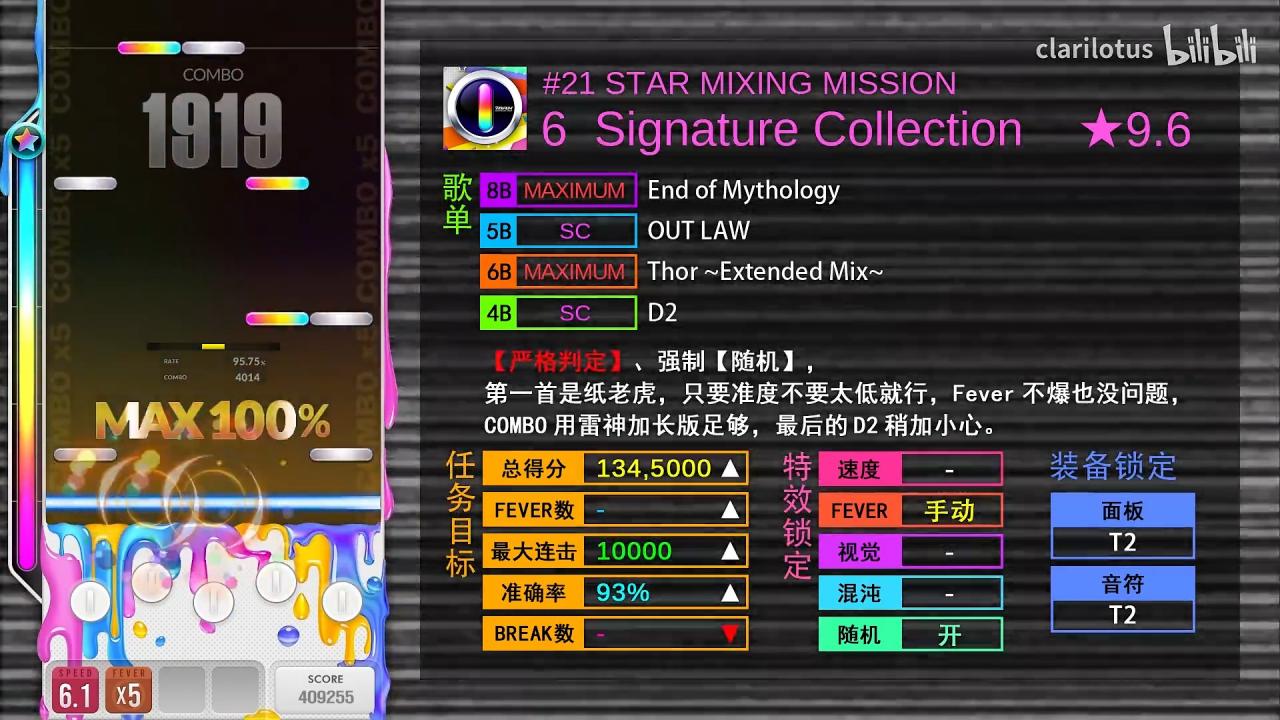 COMBO
1919
COMBO x5
RATE 95.75%
COMBO 4014
MAX 100%
SPEED 6.1
FEVER x5
SCORE
409255
clarilotus bilibili
#21 STAR MIXING MISSION
6 Signature Collection ★9.6
歌单
8B MAXIMUM End of Mythology
5B SC OUT LAW
6B MAXIMUM Thor ~Extended Mix~
4B SC D2
【严格判定】、强制【随机】，
第一首是纸老虎，只要准度不要太低就行，Fever 不爆也没问题，
COMBO 用雷神加长版足够，最后的 D2 稍加小心。
任务目标
总得分 134,5000 ▲
FEVER数 - ▲
最大连击 10000 ▲
准确率 93% ▲
BREAK数 - ▼
特效锁定
速度 -
FEVER 手动
视觉 -
混沌 -
随机 开
装备锁定
面板
T2
音符
T2